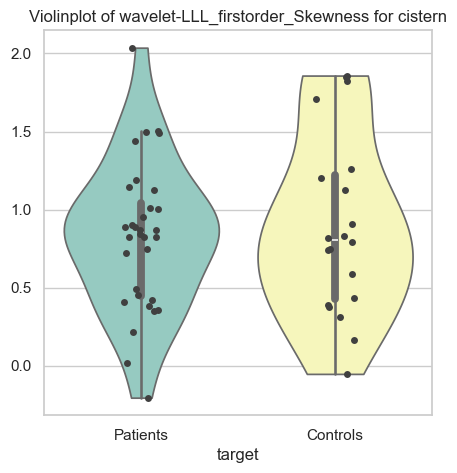 Violinplot of wavelet-LLL_firstorder_Skewness for cistern
2.0
1.5
1.0
0.5
0.0
Patients
Controls
target